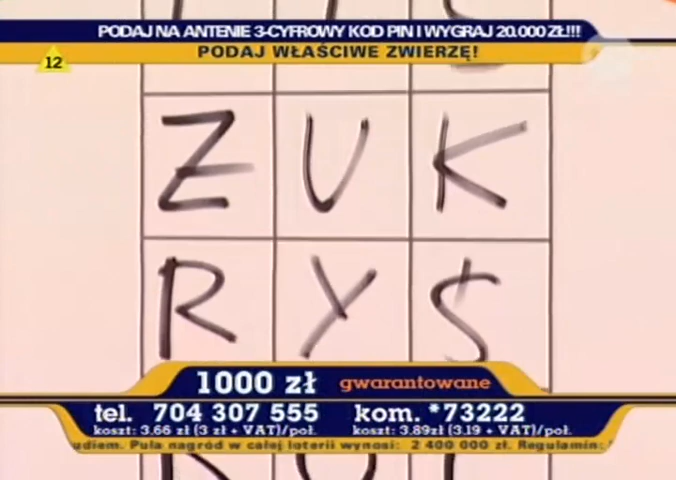 PODAJ NA ANTENIE 3-CYFROWY KOD PIN I WYGRAJ 20.000 ZŁ!!!
PODAJ WŁAŚCIWE ZWIERZĘ!
12
Ż U K
R Y Ś
1000 zł gwarantowane
tel. 704 307 555 kom. *73222
koszt: 3.66 zł (3 zł + VAT)/poł. koszt: 3.89zł (3.19 + VAT)/poł.
udiem. Pula nagród w całej loterii wynosi: 2 400 000 zł. Regulamin: